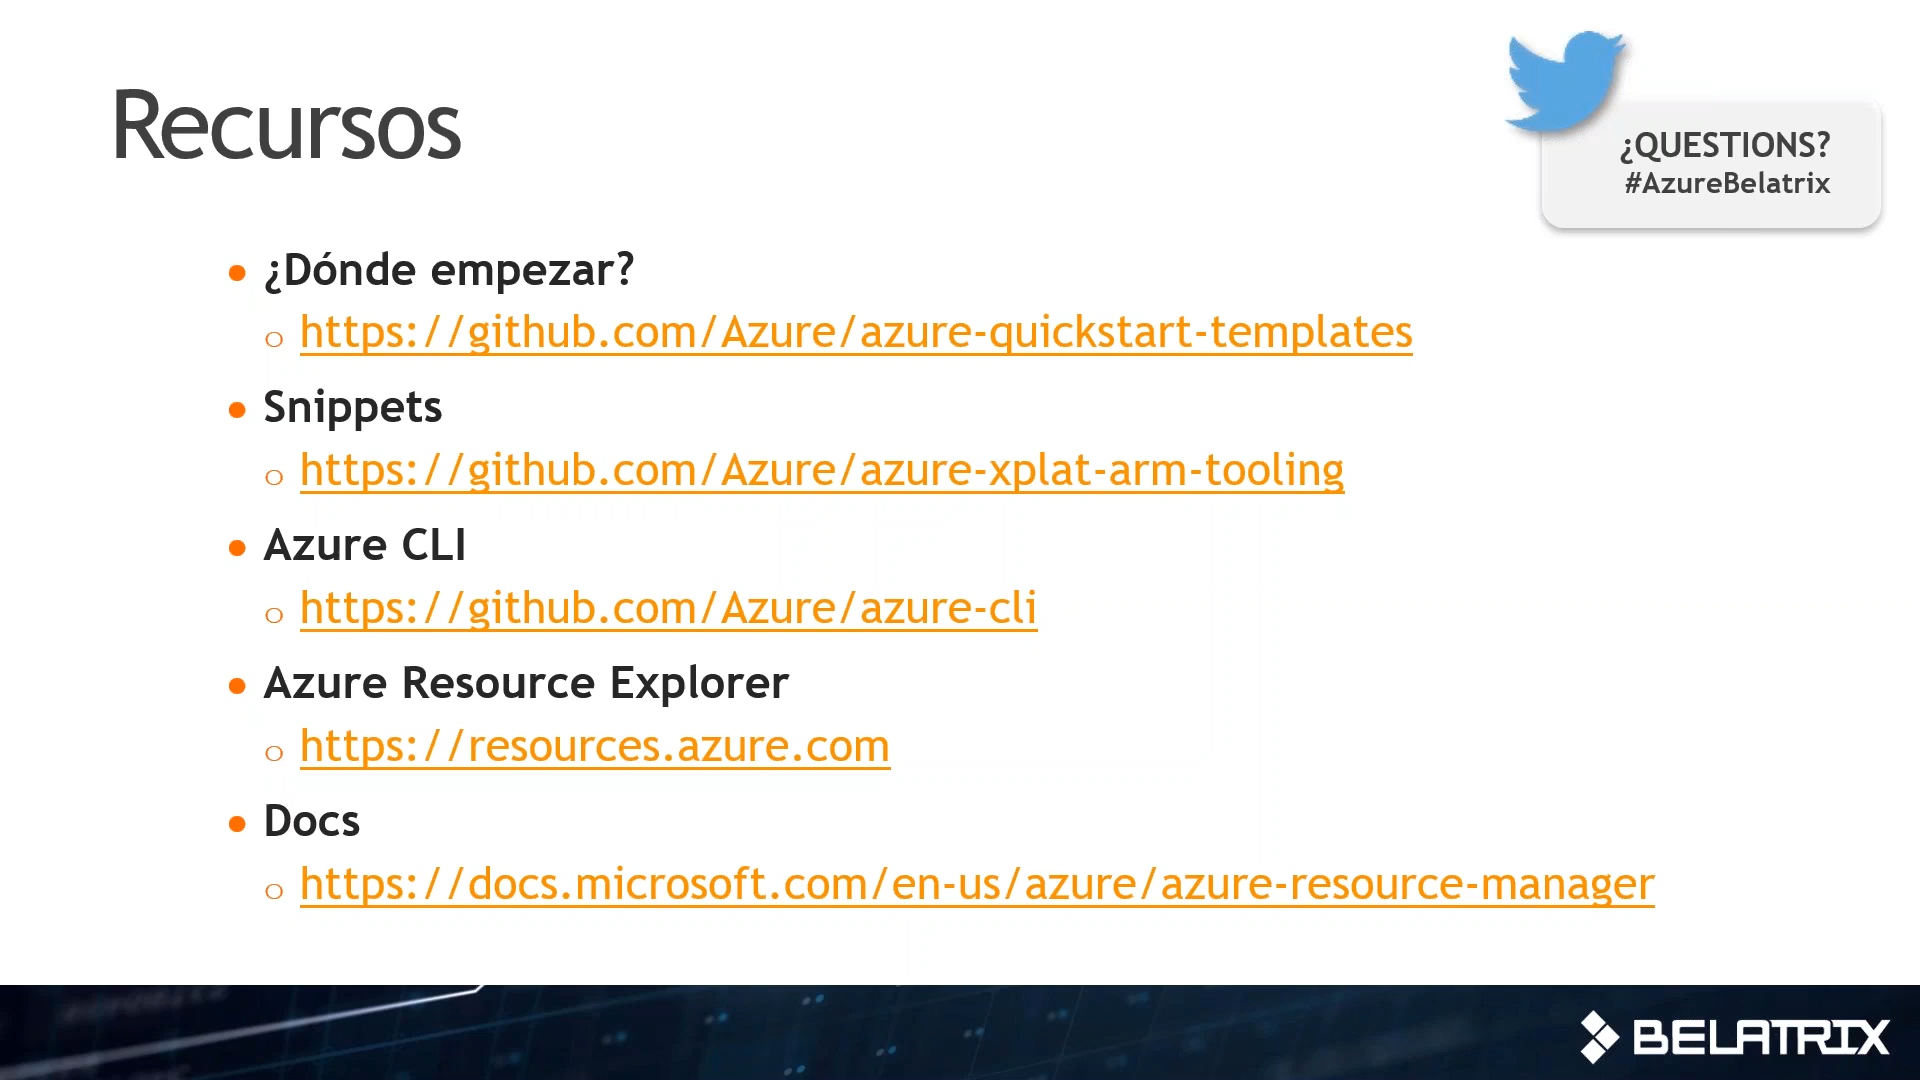 Recursos
¿QUESTIONS?
#AzureBelatrix
¿Dónde empezar?
https://github.com/Azure/azure-quickstart-templates
Snippets
https://github.com/Azure/azure-xplat-arm-tooling
Azure CLI
https://github.com/Azure/azure-cli
Azure Resource Explorer
https://resources.azure.com
Docs
https://docs.microsoft.com/en-us/azure/azure-resource-manager
BELATRIX